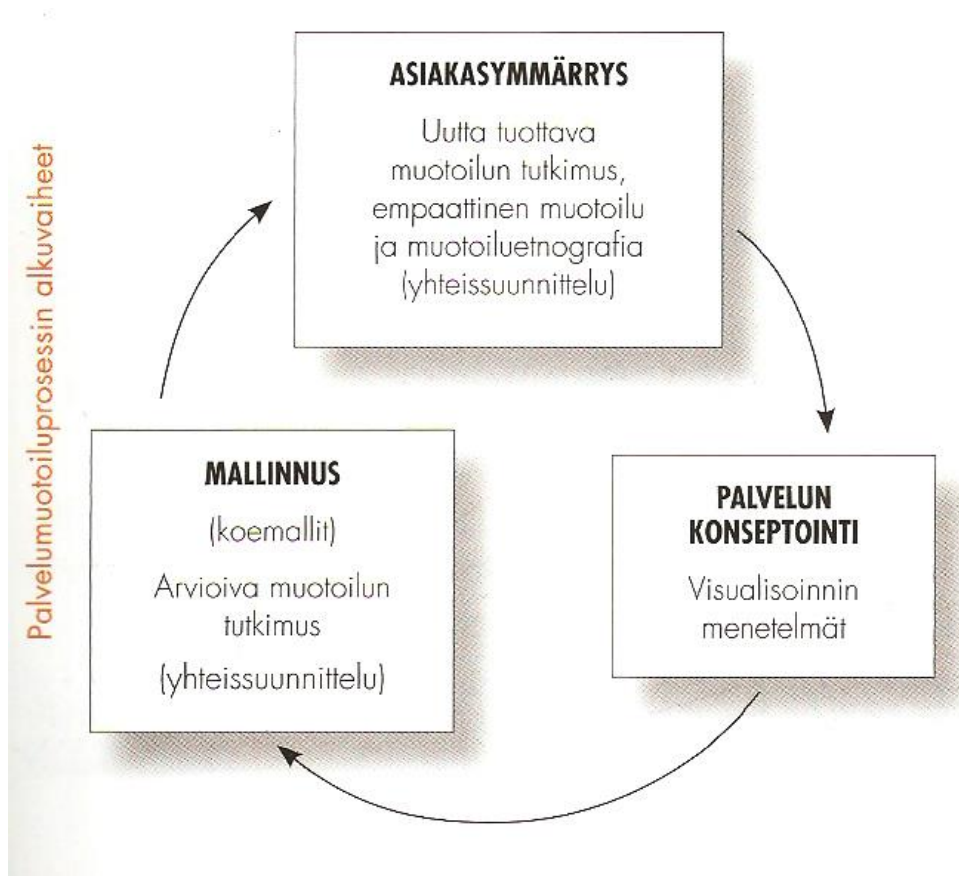 Palvelumuotoiluprosessin alkuvaiheet
ASIAKASYMMÄRRYS
Uutta tuottava
muotoilun tutkimus,
empaattinen muotoilu
ja muotoiluetnografia
(yhteissuunnittelu)
MALLINNUS
(koemallit)
Arvioiva muotoilun
tutkimus
(yhteissuunnittelu)
PALVELUN
KONSEPTOINTI
Visualisoinnin
menetelmät